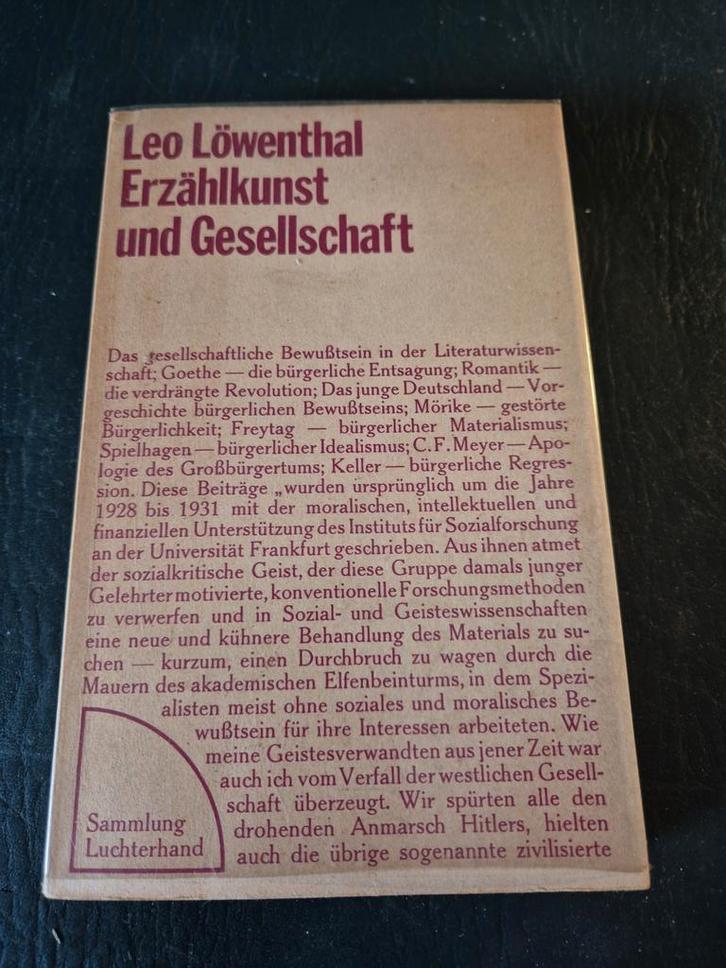 Leo Löwenthal
Erzählkunst
und Gesellschaft
Das gesellschaftliche Bewußtsein in der Literaturwissen-
schaft; Goethe — die bürgerliche Entsagung; Romantik —
die verdrängte Revolution; Das junge Deutschland — Vor-
geschichte bürgerlichen Bewußtseins; Mörike — gestörte
Bürgerlichkeit; Freytag — bürgerlicher Materialismus;
Spielhagen — bürgerlicher Idealismus; C. F. Meyer — Apo-
logie des Großbürgertums; Keller — bürgerliche Regres-
sion. Diese Beiträge „wurden ursprünglich um die Jahre
1928 bis 1931 mit der moralischen, intellektuellen und
finanziellen Unterstützung des Instituts für Sozialforschung
an der Universität Frankfurt geschrieben. Aus ihnen atmet
der sozialkritische Geist, der diese Gruppe damals junger
Gelehrter motivierte, konventionelle Forschungsmethoden
zu verwerfen und in Sozial- und Geisteswissenschaften
eine neue und kühnere Behandlung des Materials zu su-
chen — kurzum, einen Durchbruch zu wagen durch die
Mauern des akademischen Elfenbeinturms, in dem Spezi-
alisten meist ohne soziales und moralisches Be-
wußtsein für ihre Interessen arbeiteten. Wie
meine Geistesverwandten aus jener Zeit war
auch ich vom Verfall der westlichen Gesell-
schaft überzeugt. Wir spürten alle den
drohenden Anmarsch Hitlers, hielten
auch die übrige sogenannte zivilisierte
Sammlung
Luchterhand